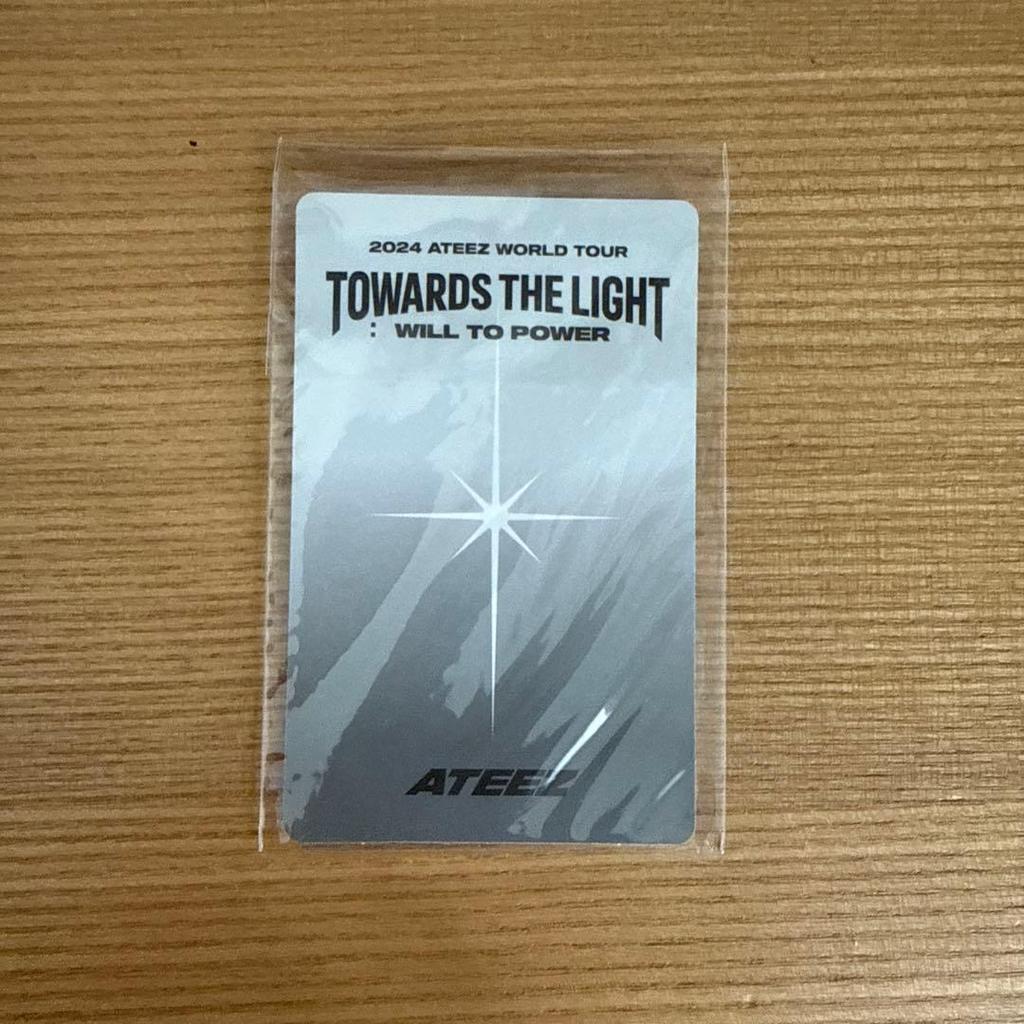 2024 ATEEZ WORLD TOUR
TOWARDS THE LIGHT
: WILL TO POWER
ATEEZ